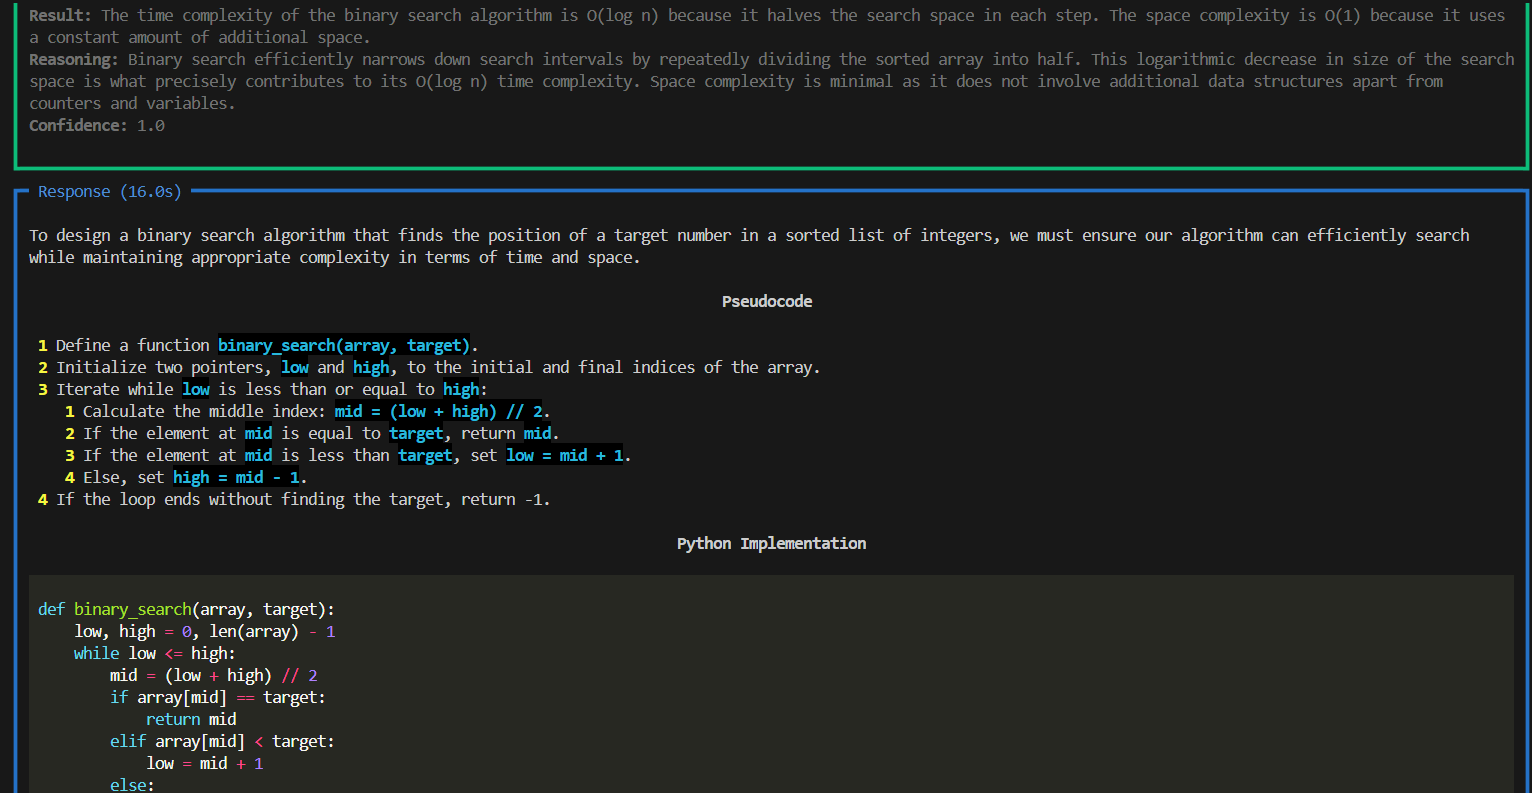 Result: The time complexity of the binary search algorithm is O(log n) because it halves the search space in each step. The space complexity is O(1) because it uses
a constant amount of additional space.
Reasoning: Binary search efficiently narrows down search intervals by repeatedly dividing the sorted array into half. This logarithmic decrease in size of the search
space is what precisely contributes to its O(log n) time complexity. Space complexity is minimal as it does not involve additional data structures apart from
counters and variables.
Confidence: 1.0
Response (16.0s)
To design a binary search algorithm that finds the position of a target number in a sorted list of integers, we must ensure our algorithm can efficiently search
while maintaining appropriate complexity in terms of time and space.
Pseudocode
1 Define a function binary_search(array, target).
2 Initialize two pointers, low and high, to the initial and final indices of the array.
3 Iterate while low is less than or equal to high:
1 Calculate the middle index: mid = (low + high) // 2.
2 If the element at mid is equal to target, return mid.
3 If the element at mid is less than target, set low = mid + 1.
4 Else, set high = mid - 1.
4 If the loop ends without finding the target, return -1.
Python Implementation
def binary_search(array, target):
    low, high = 0, len(array) - 1
    while low <= high:
        mid = (low + high) // 2
        if array[mid] == target:
            return mid
        elif array[mid] < target:
            low = mid + 1
        else: